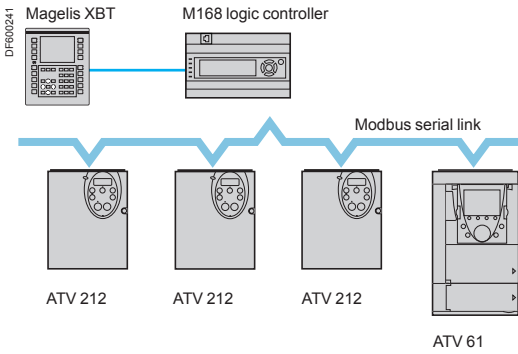 DF600241
Magelis XBT
M168 logic controller
Modbus serial link
ATV 212
ATV 212
ATV 212
ATV 61